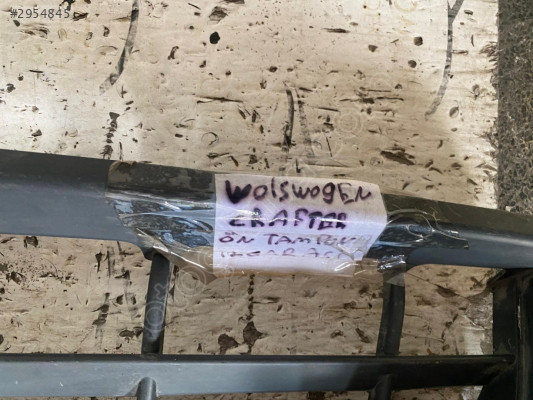 #2954845
WolswogEN
CRAFTER
ÖN TAMPON